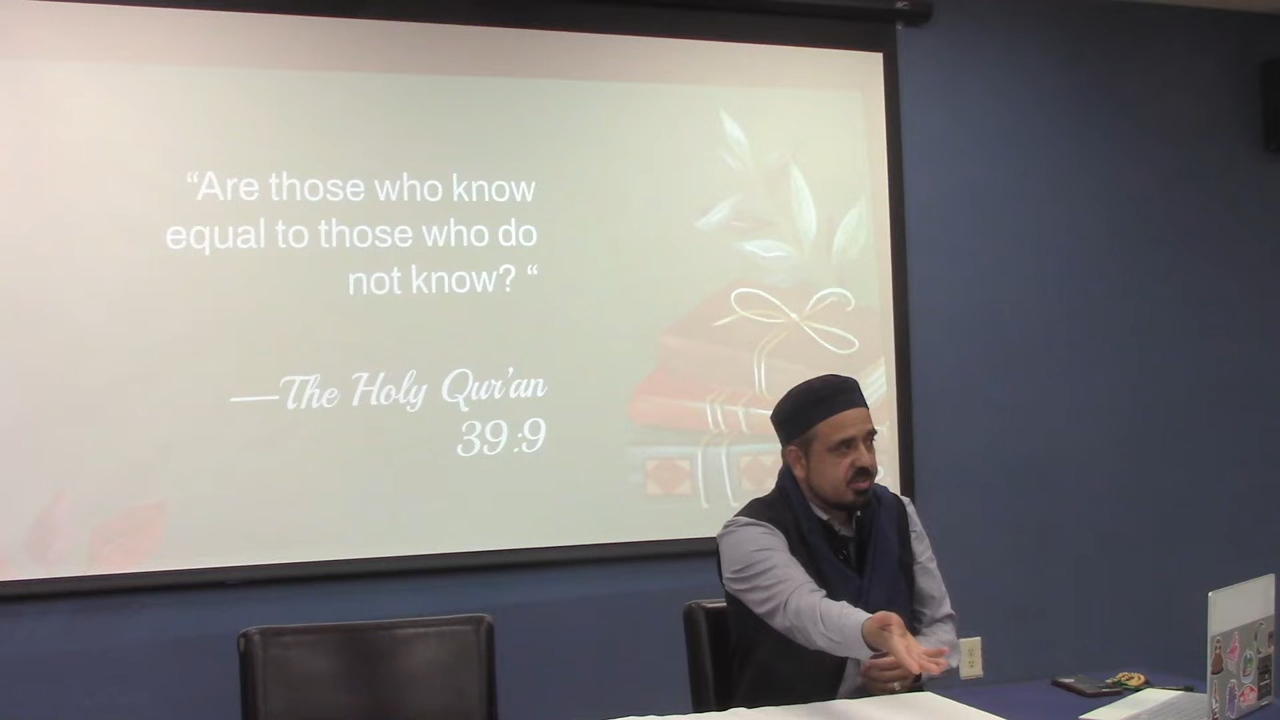 “Are those who know
equal to those who do
not know? “
—The Holy Qur’an
39:9